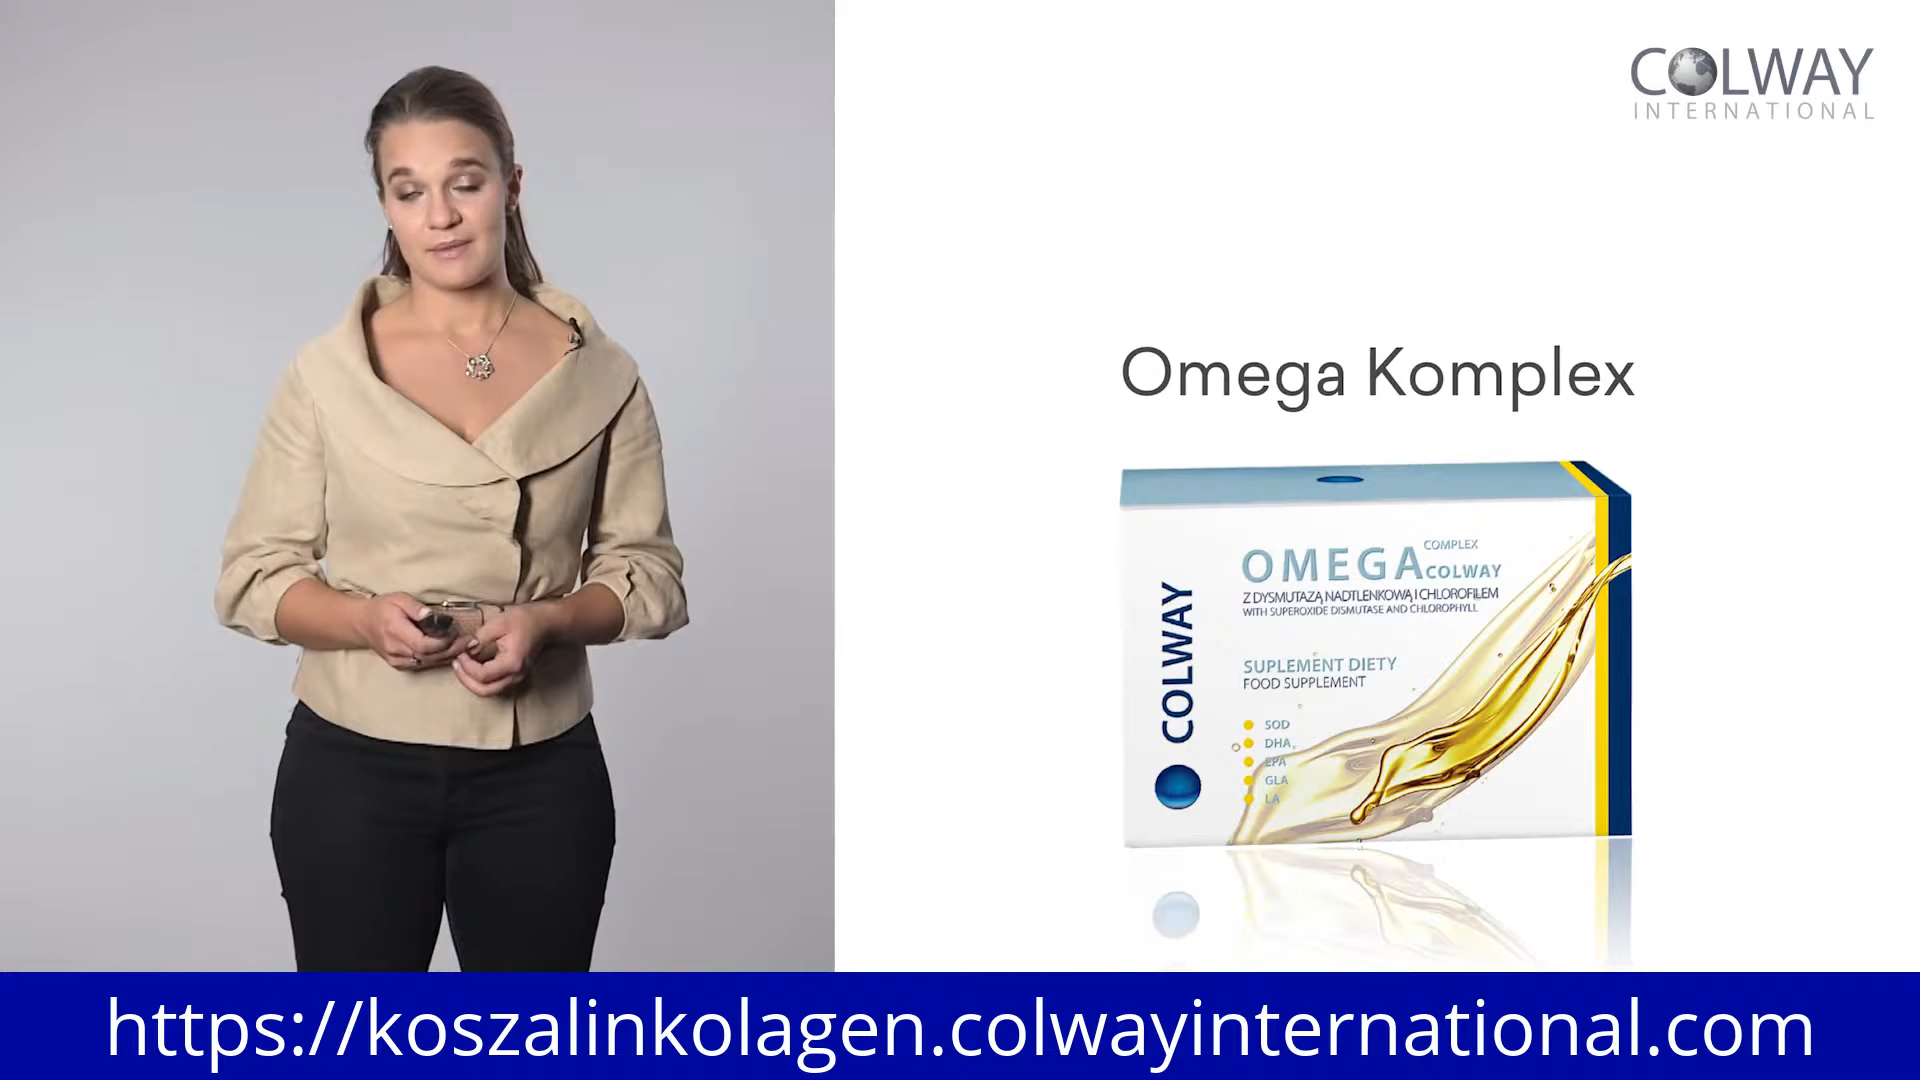 COLWAY
INTERNATIONAL
Omega Komplex
COMPLEX
OMEGA COLWAY
Z DYSMUTAZĄ NADTLENKOWĄ I CHLOROFILEM
WITH SUPEROXIDE DISMUTASE AND CHLOROPHYLL
COLWAY
SUPLEMENT DIETY
FOOD SUPPLEMENT
SOD
DHA
EPA
GLA
LA
https://koszalinkolagen.colwayinternational.com